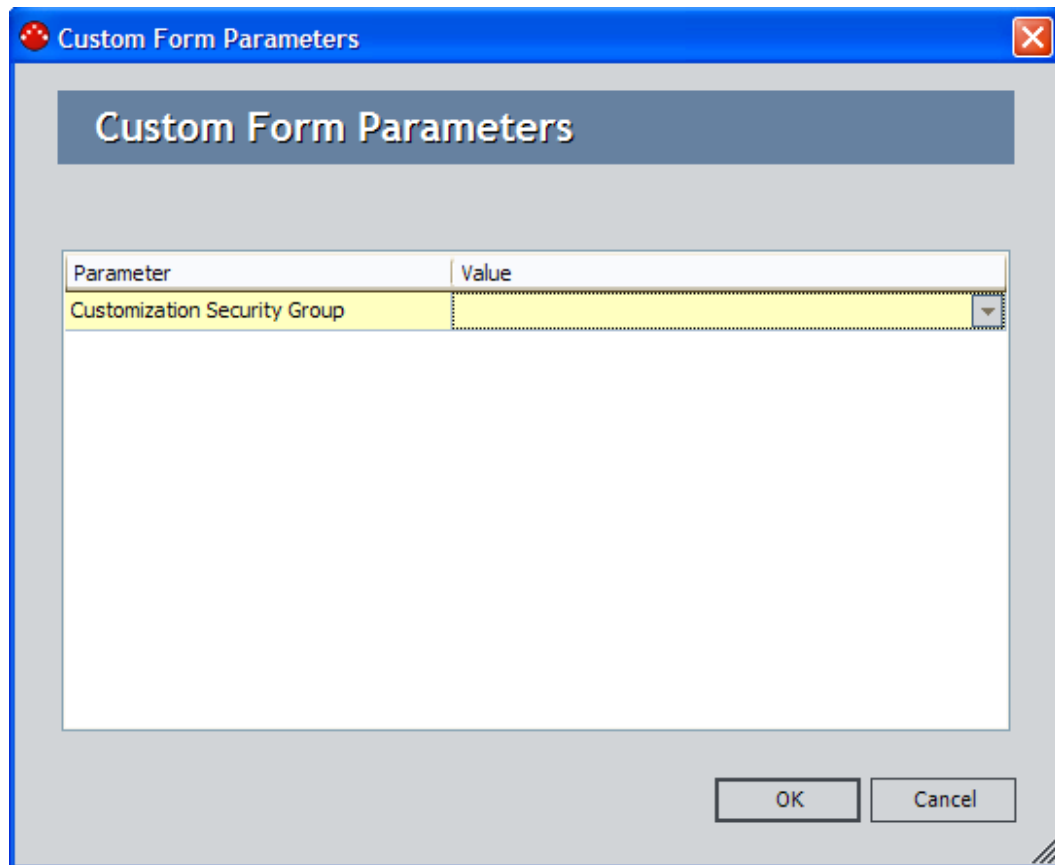 Custom Form Parameters
Custom Form Parameters
Parameter Value
Customization Security Group
OK Cancel